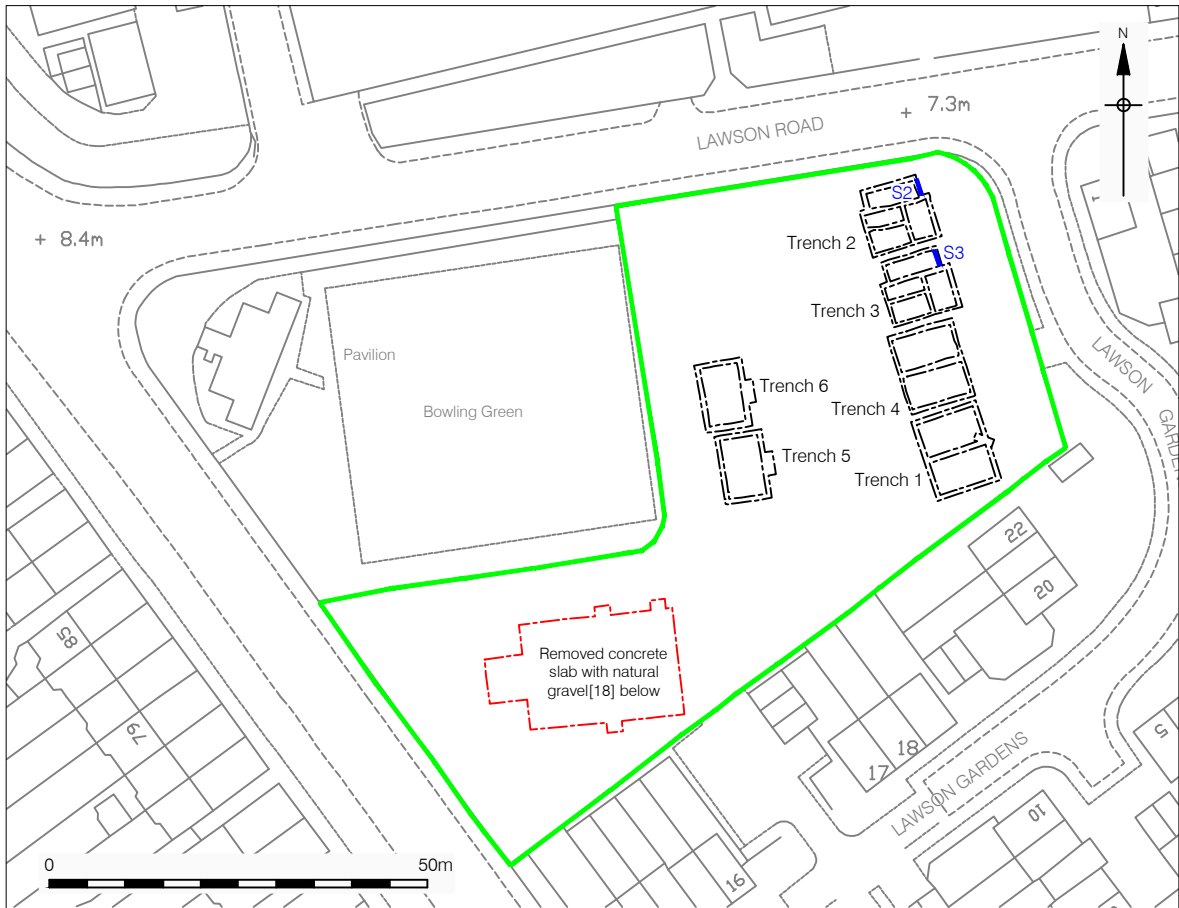 N
7.3m
LAWSON ROAD
8.4m
S2
Trench 2
S3
Trench 3
LAWSON
Pavilion
Trench 6
Bowling Green
Trench 4
Trench 5
Trench 1
22
20
85
Removed concrete
slab with natural
gravel[18] below
79
18
17
5
LAWSON GARDENS
10
16
0
50m